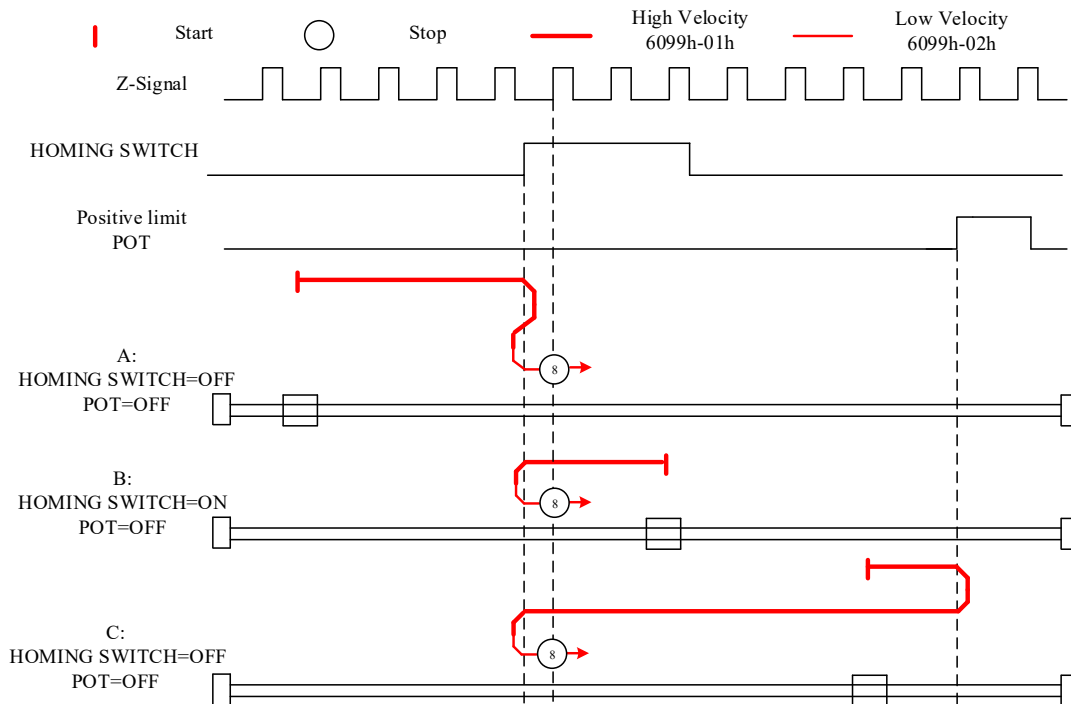 Start
Stop
High Velocity
6099h-01h
Low Velocity
6099h-02h
Z-Signal
HOMING SWITCH
Positive limit
POT
A:
HOMING SWITCH=OFF
POT=OFF
8
B:
HOMING SWITCH=ON
POT=OFF
8
C:
HOMING SWITCH=OFF
POT=OFF
8